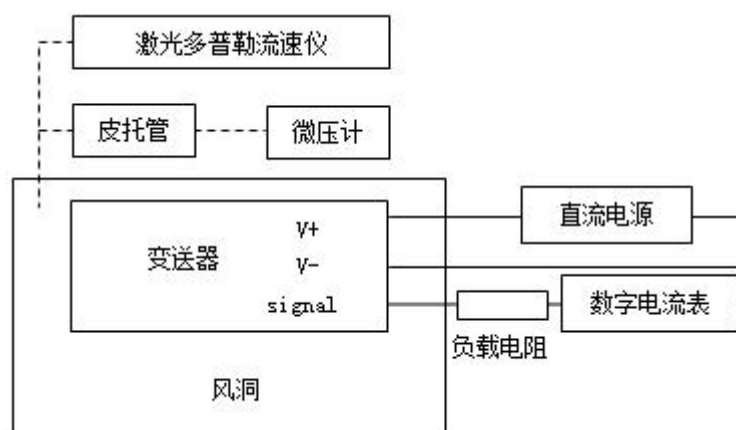 激光多普勒流速仪
皮托管
微压计
直流电源
V+
变送器
V-
signal
数字电流表
负载电阻
风洞